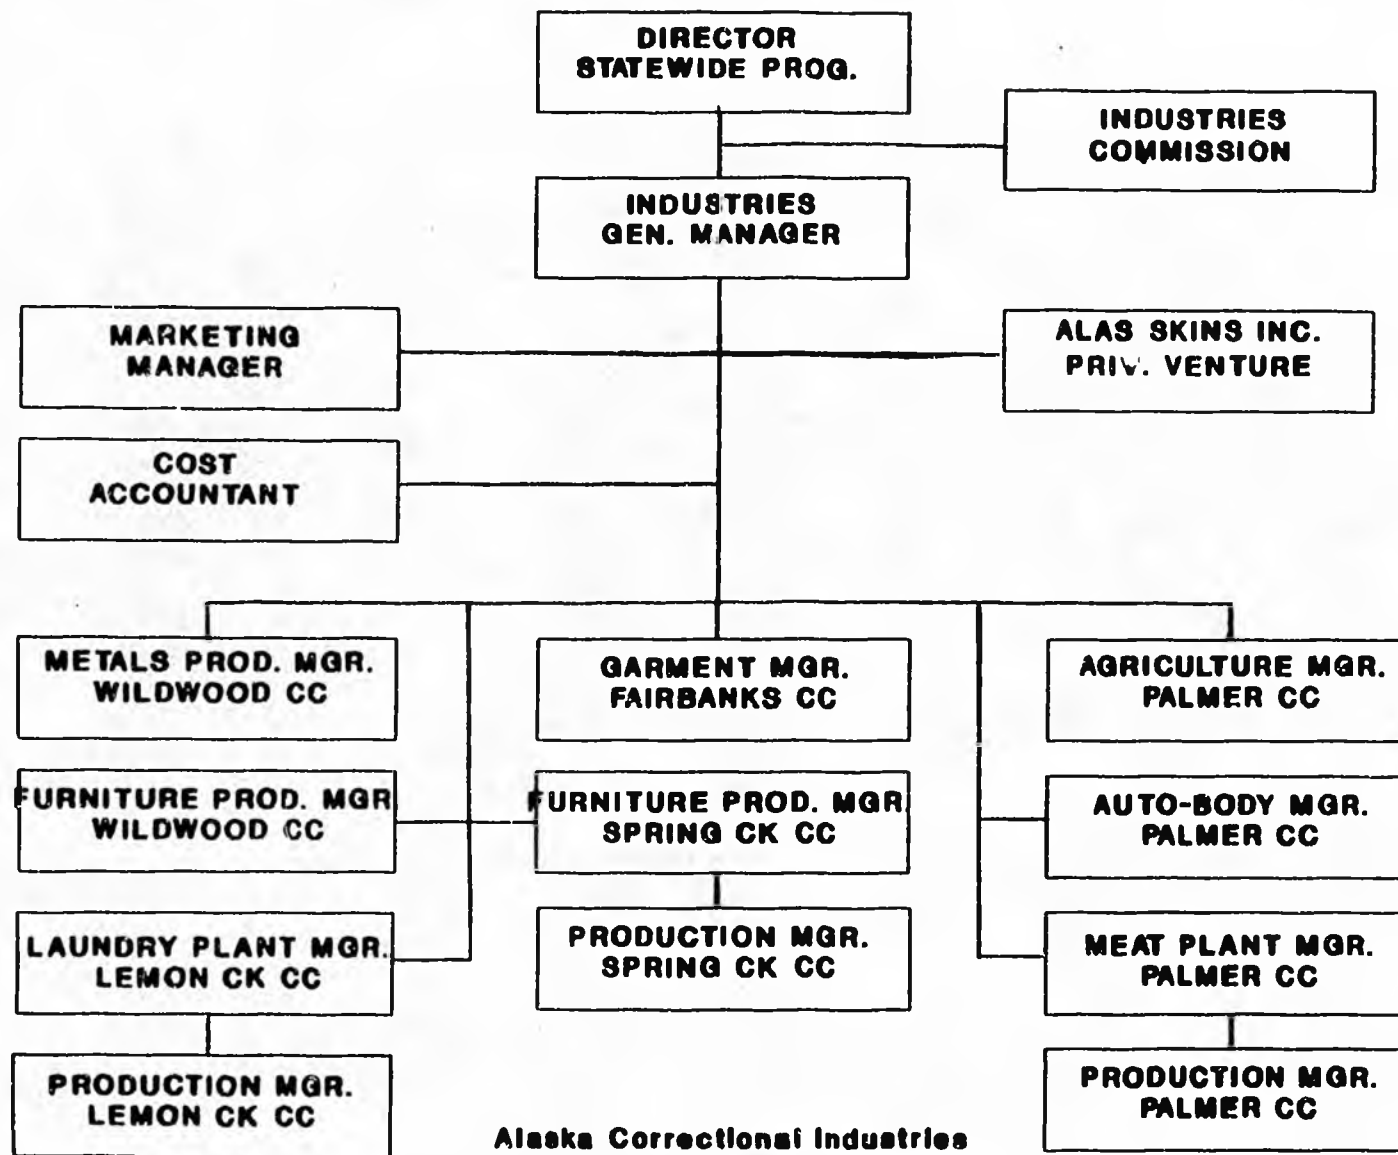 DIRECTOR
STATEWIDE PROG.
INDUSTRIES
COMMISSION
INDUSTRIES
GEN. MANAGER
MARKETING
MANAGER
ALAS SKINS INC.
PRIV. VENTURE
COST
ACCOUNTANT
METALS PROD. MGR.
WILDWOOD CC
GARMENT MGR.
FAIRBANKS CC
AGRICULTURE MGR.
PALMER CC
FURNITURE PROD. MGR
WILDWOOD CC
FURNITURE PROD. MGR
SPRING CK CC
AUTO-BODY MGR.
PALMER CC
LAUNDRY PLANT MGR.
LEMON CK CC
PRODUCTION MGR.
SPRING CK CC
MEAT PLANT MGR.
PALMER CC
PRODUCTION MGR.
LEMON CK CC
PRODUCTION MGR.
PALMER CC
Alaska Correctional Industries